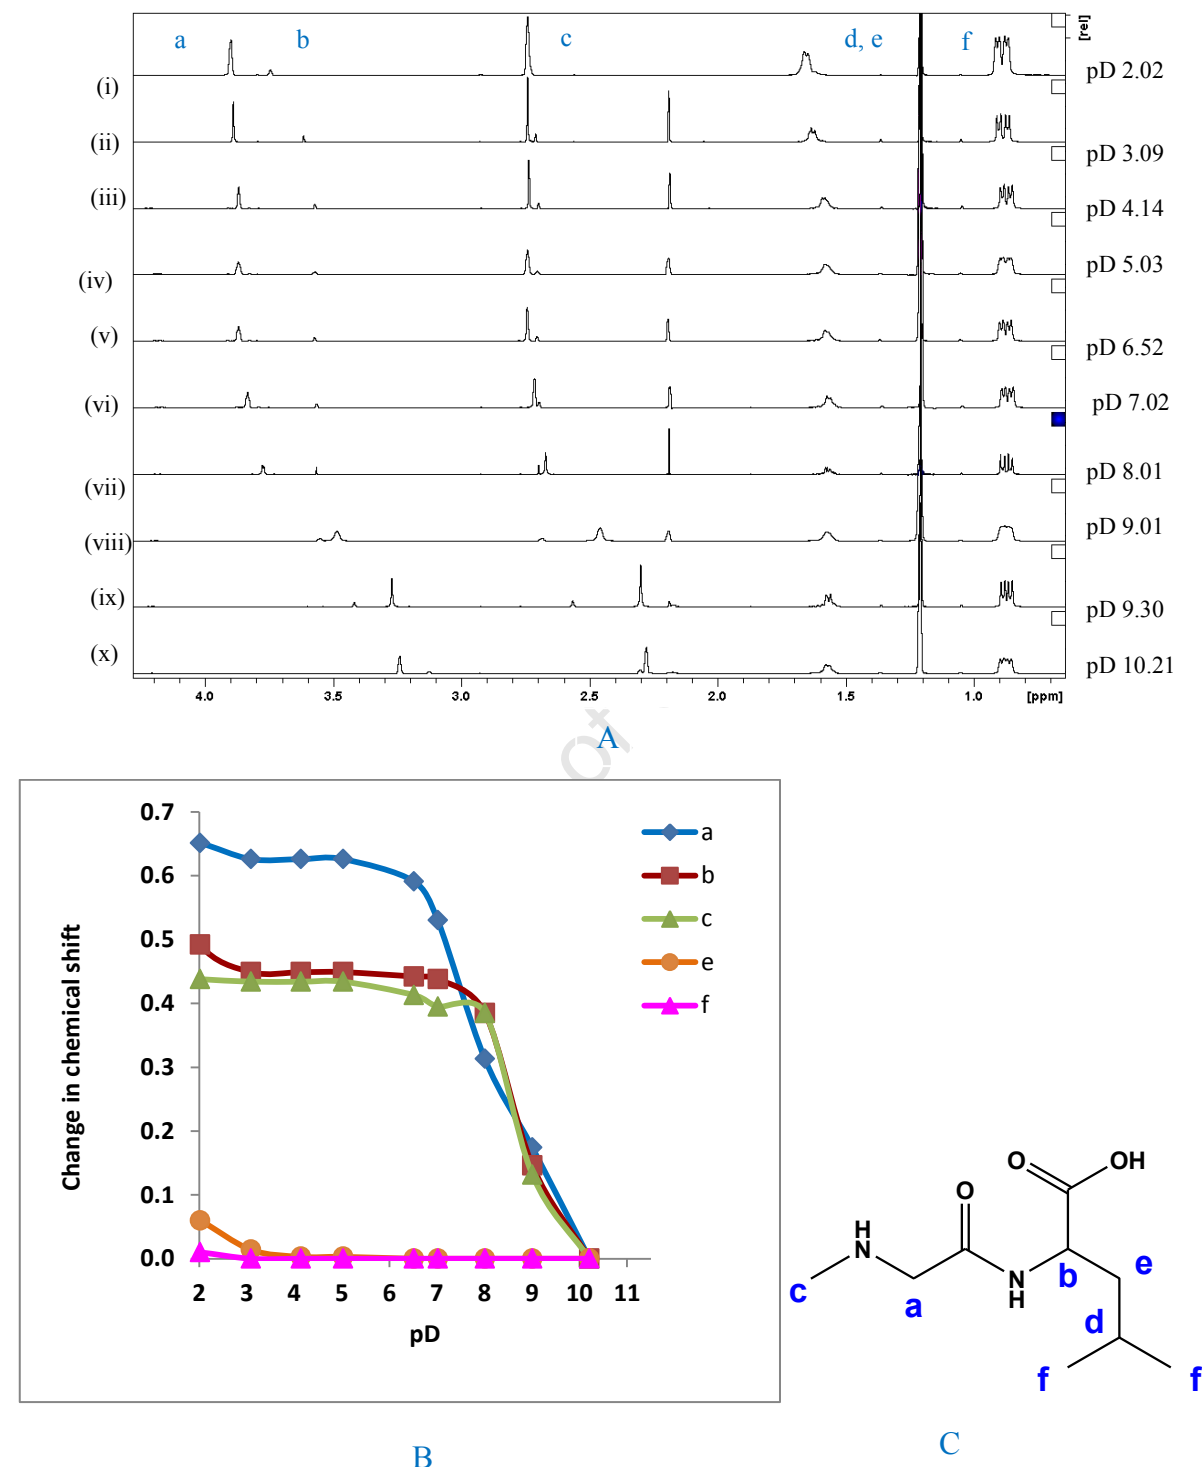 a b c d, e f [rel]
pD 2.02
(i)
(ii) pD 3.09
(iii) pD 4.14
(iv) pD 5.03
(v) pD 6.52
(vi) pD 7.02
(vii) pD 8.01
(viii) pD 9.01
(ix) pD 9.30
(x) pD 10.21
4.0 3.5 3.0 2.5 2.0 1.5 1.0 [ppm]
A
0.7
0.6
0.5
0.4
0.3
0.2
0.1
0.0
Change in chemical shift
2 3 4 5 6 7 8 9 10 11
pD
a
b
c
e
f
B
O OH
O
H
N
N
H
c a b e
d
f f
C